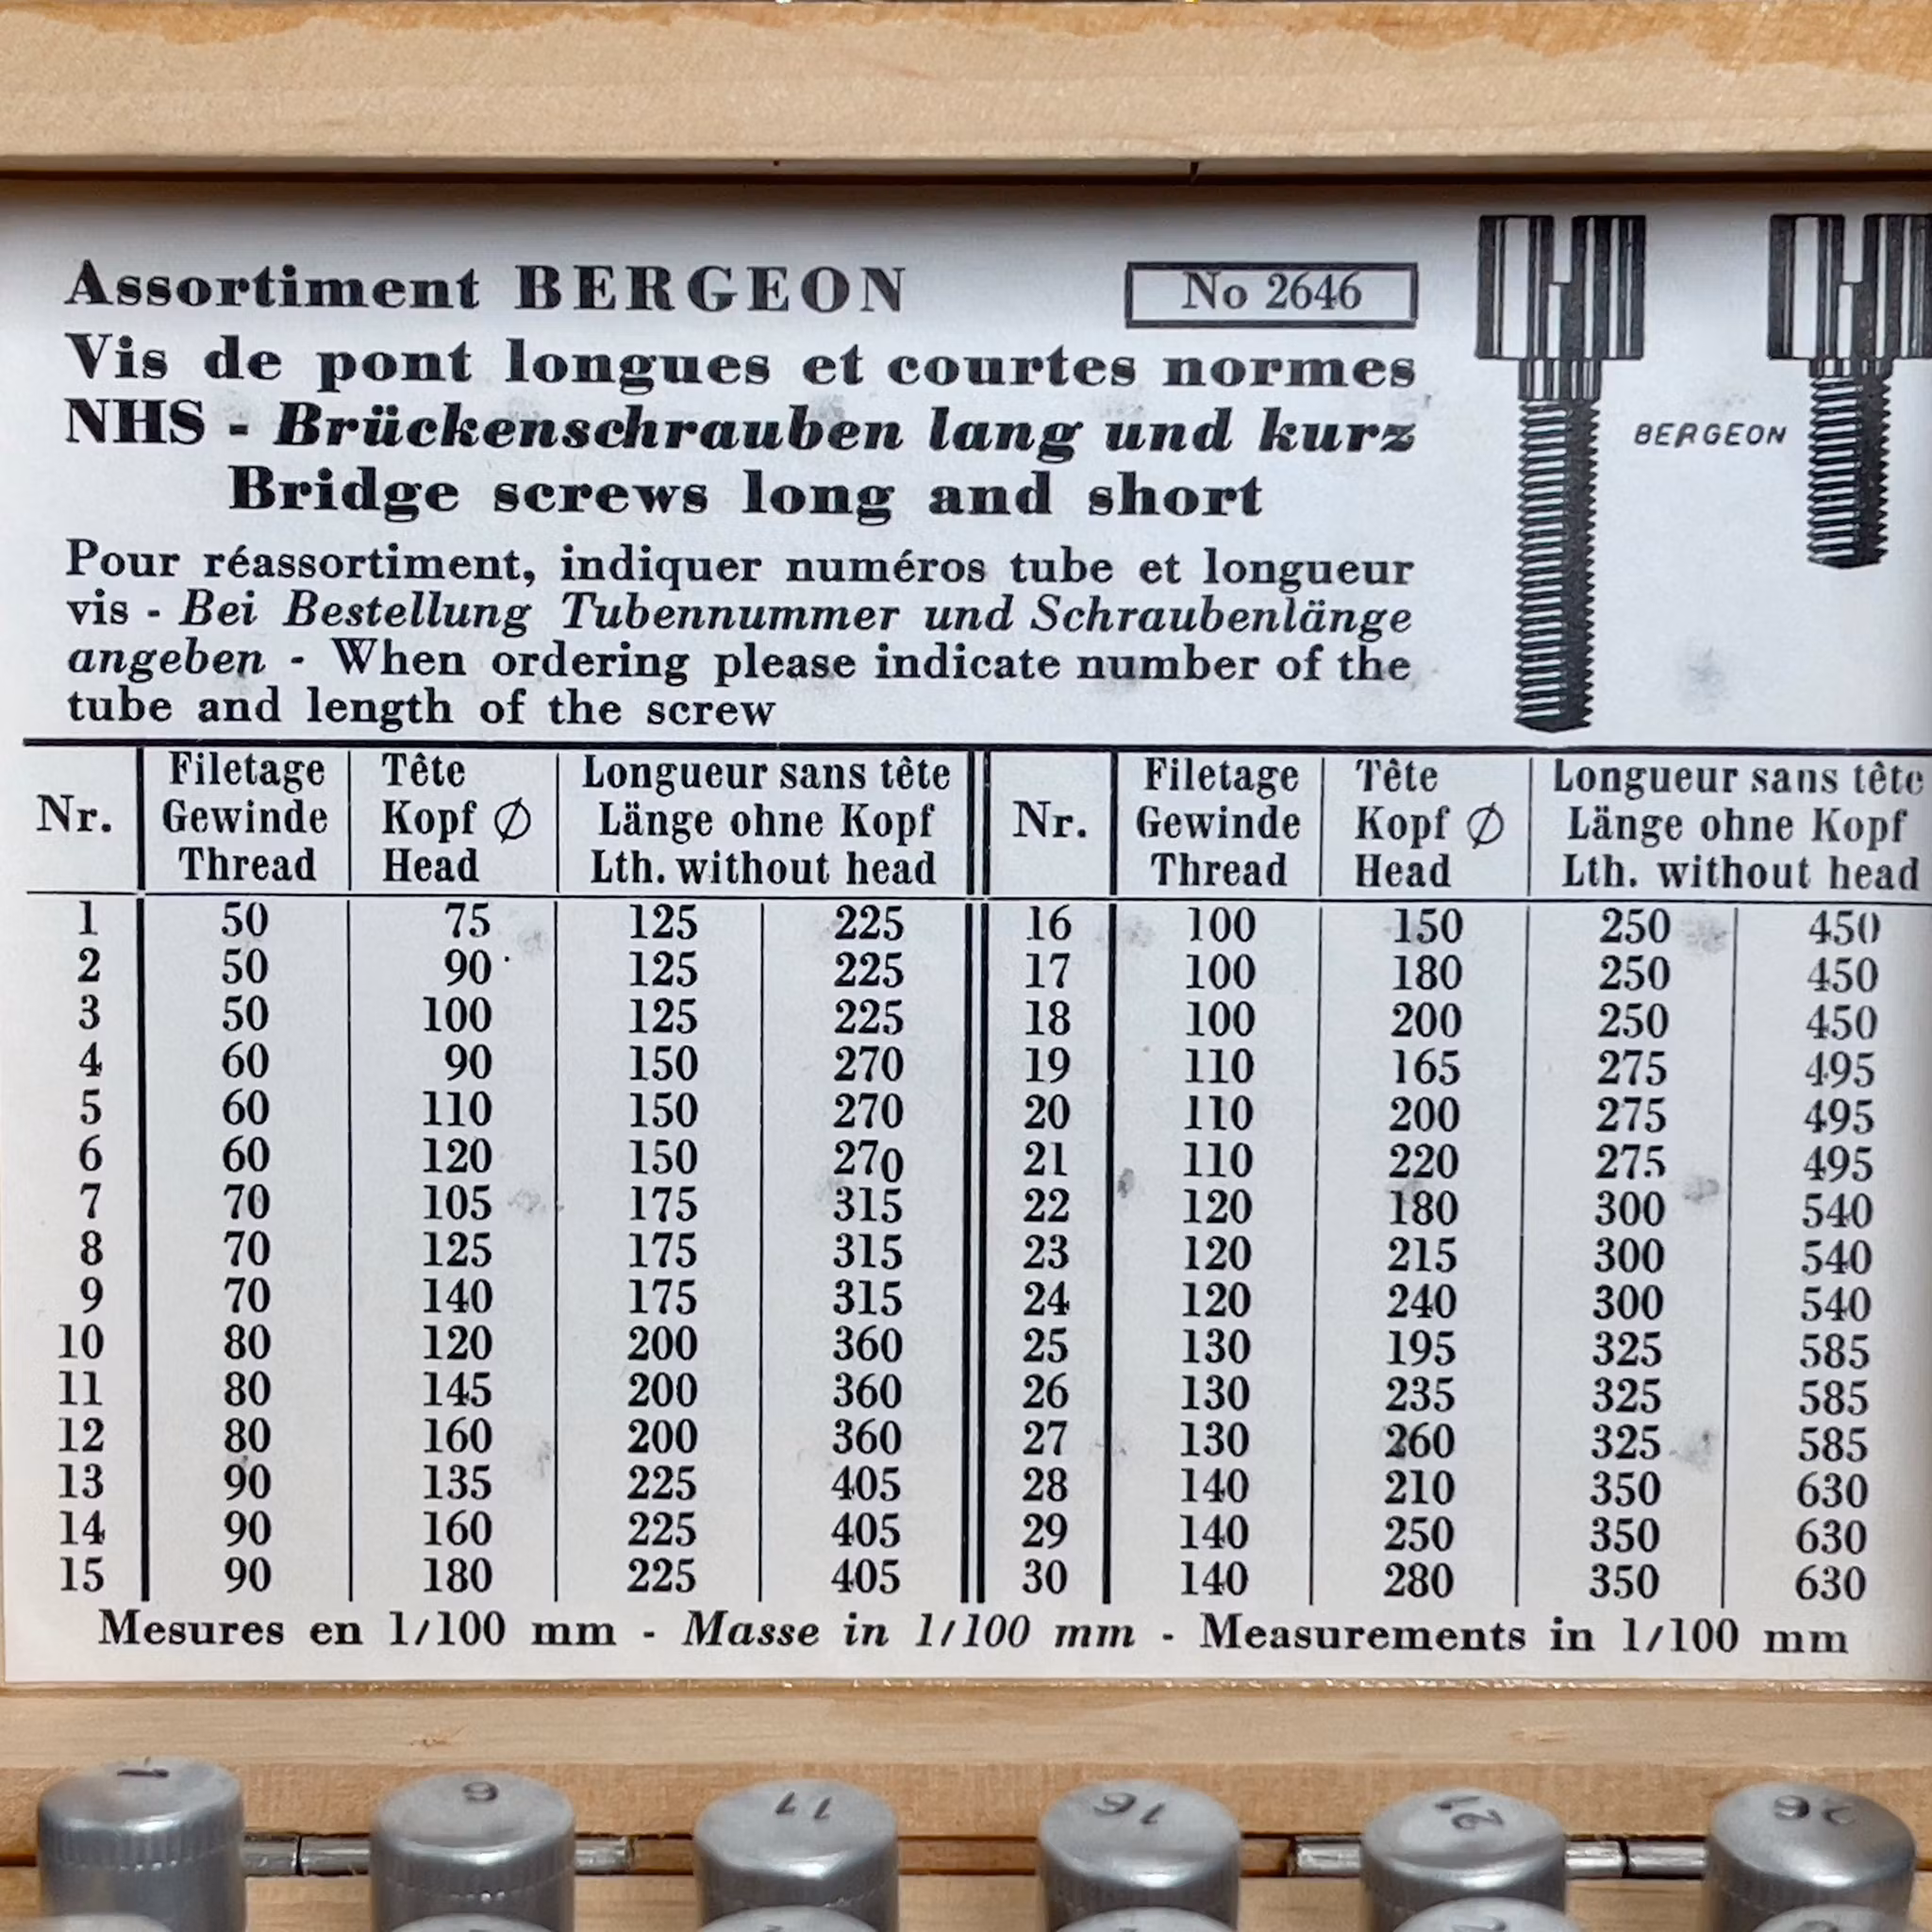 Assortiment BERGEON
No 2646
Vis de pont longues et courtes normes
NHS - Brückenschrauben lang und kurz
Bridge screws long and short
BERGEON
Pour réassortiment, indiquer numéros tube et longueur
vis - Bei Bestellung Tubennummer und Schraubenlänge
angeben - When ordering please indicate number of the
tube and length of the screw
Nr. Filetage Gewinde Thread Tête Kopf Ø Head Longueur sans tête Länge ohne Kopf Lth. without head Nr. Filetage Gewinde Thread Tête Kopf Ø Head Longueur sans tête Länge ohne Kopf Lth. without head
1 50 75 125 225 16 100 150 250 450
2 50 90 125 225 17 100 180 250 450
3 50 100 125 225 18 100 200 250 450
4 60 90 150 270 19 110 165 275 495
5 60 110 150 270 20 110 200 275 495
6 60 120 150 270 21 110 220 275 495
7 70 105 175 315 22 120 180 300 540
8 70 125 175 315 23 120 215 300 540
9 70 140 175 315 24 120 240 300 540
10 80 120 200 360 25 130 195 325 585
11 80 145 200 360 26 130 235 325 585
12 80 160 200 360 27 130 260 325 585
13 90 135 225 405 28 140 210 350 630
14 90 160 225 405 29 140 250 350 630
15 90 180 225 405 30 140 280 350 630
Mesures en 1/100 mm - Masse in 1/100 mm - Measurements in 1/100 mm
1 6 11 16 21 26